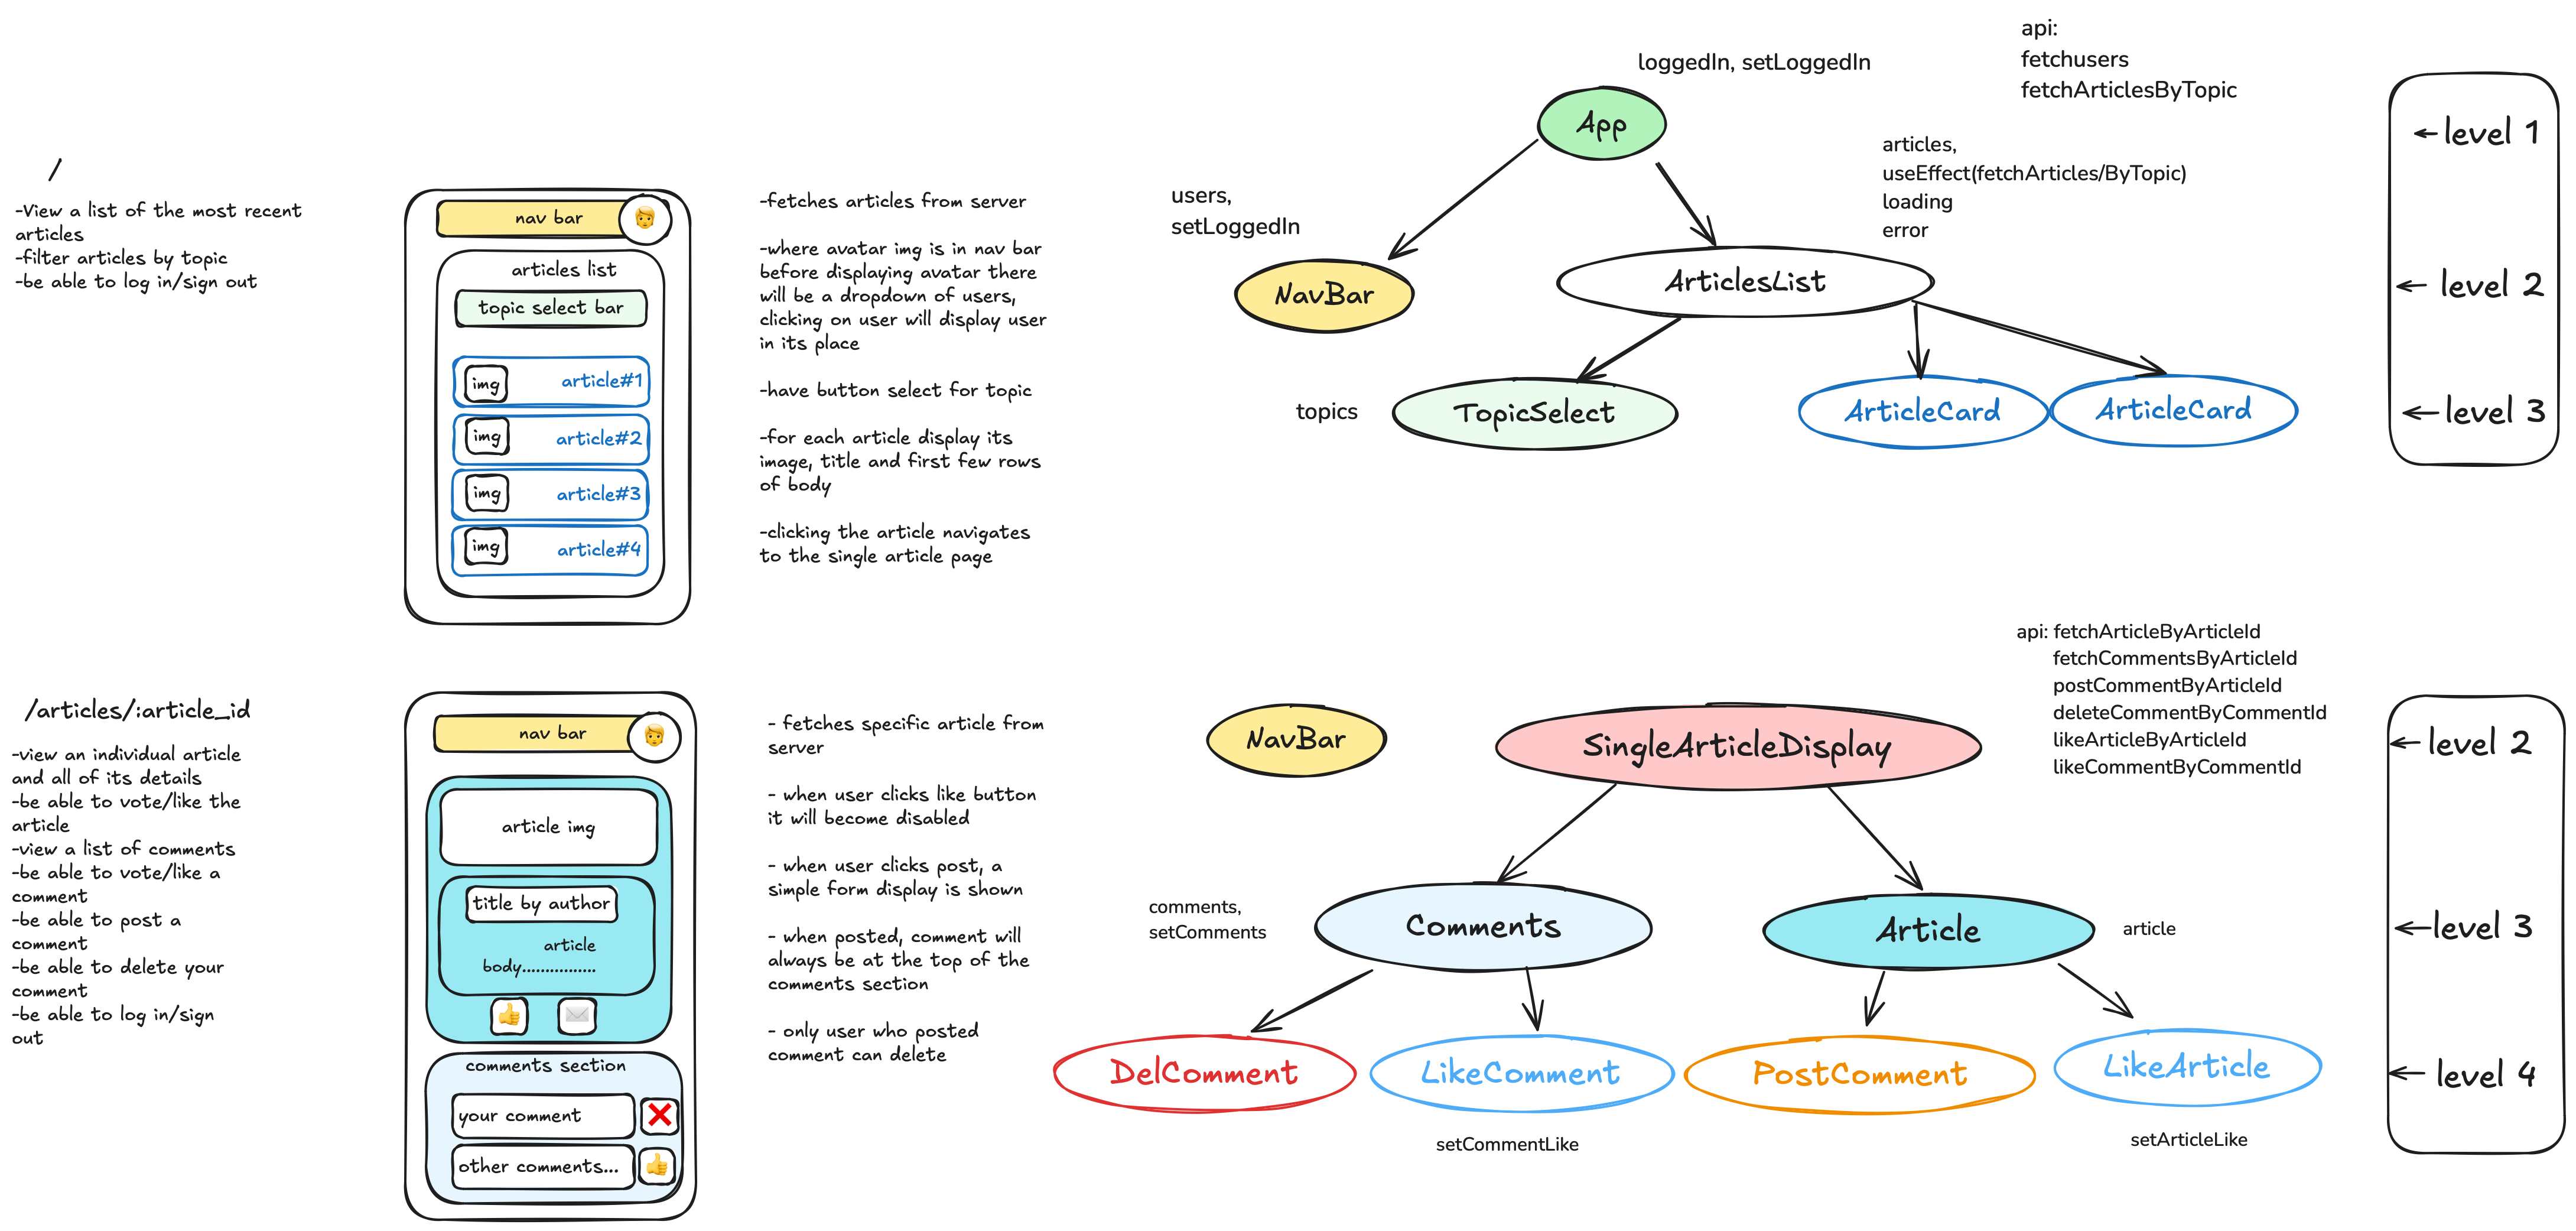 /
-View a list of the most recent
articles
-filter articles by topic
-be able to log in/sign out
nav bar
articles list
topic select bar
img
article#1
img
article#2
img
article#3
img
article#4
-fetches articles from server
-where avatar img is in nav bar
before displaying avatar there
will be a dropdown of users,
clicking on user will display user
in its place
-have button select for topic
-for each article display its
image, title and first few rows
of body
-clicking the article navigates
to the single article page
loggedIn, setLoggedIn
api:
fetchusers
fetchArticlesByTopic
App
articles,
useEffect(fetchArticles/ByTopic)
loading
error
users,
setLoggedIn
NavBar
ArticlesList
topics
TopicSelect
ArticleCard
ArticleCard
level 1
level 2
level 3
/articles/:article_id
-view an individual article
and all of its details
-be able to vote/like the
article
-view a list of comments
-be able to vote/like a
comment
-be able to post a
comment
-be able to delete your
comment
-be able to log in/sign
out
nav bar
article img
title by author
article
body................
comments section
your comment
other comments...
- fetches specific article from
server
- when user clicks like button
it will become disabled
- when user clicks post, a
simple form display is shown
- when posted, comment will
always be at the top of the
comments section
- only user who posted
comment can delete
api: fetchArticleByArticleId
fetchCommentsByArticleId
postCommentByArticleId
deleteCommentByCommentId
likeArticleByArticleId
likeCommentByCommentId
NavBar
SingleArticleDisplay
comments,
setComments
Comments
Article
article
DelComment
LikeComment
PostComment
LikeArticle
setCommentLike
setArticleLike
level 2
level 3
level 4